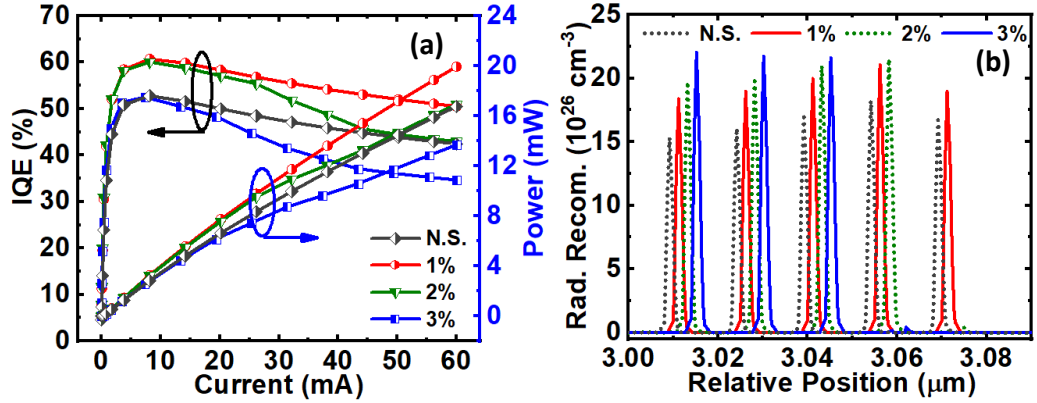 (a)
IQE (%)
70
60
50
40
30
20
10
0
0 10 20 30 40 50 60
Current (mA)
24
20
16
12
8
4
0
Power (mW)
N.S.
1%
2%
3%
(b)
N.S. 1% 2% 3%
Rad. Recom. (10²⁶ cm⁻³)
25
20
15
10
5
0
3.00 3.02 3.04 3.06 3.08
Relative Position (μm)